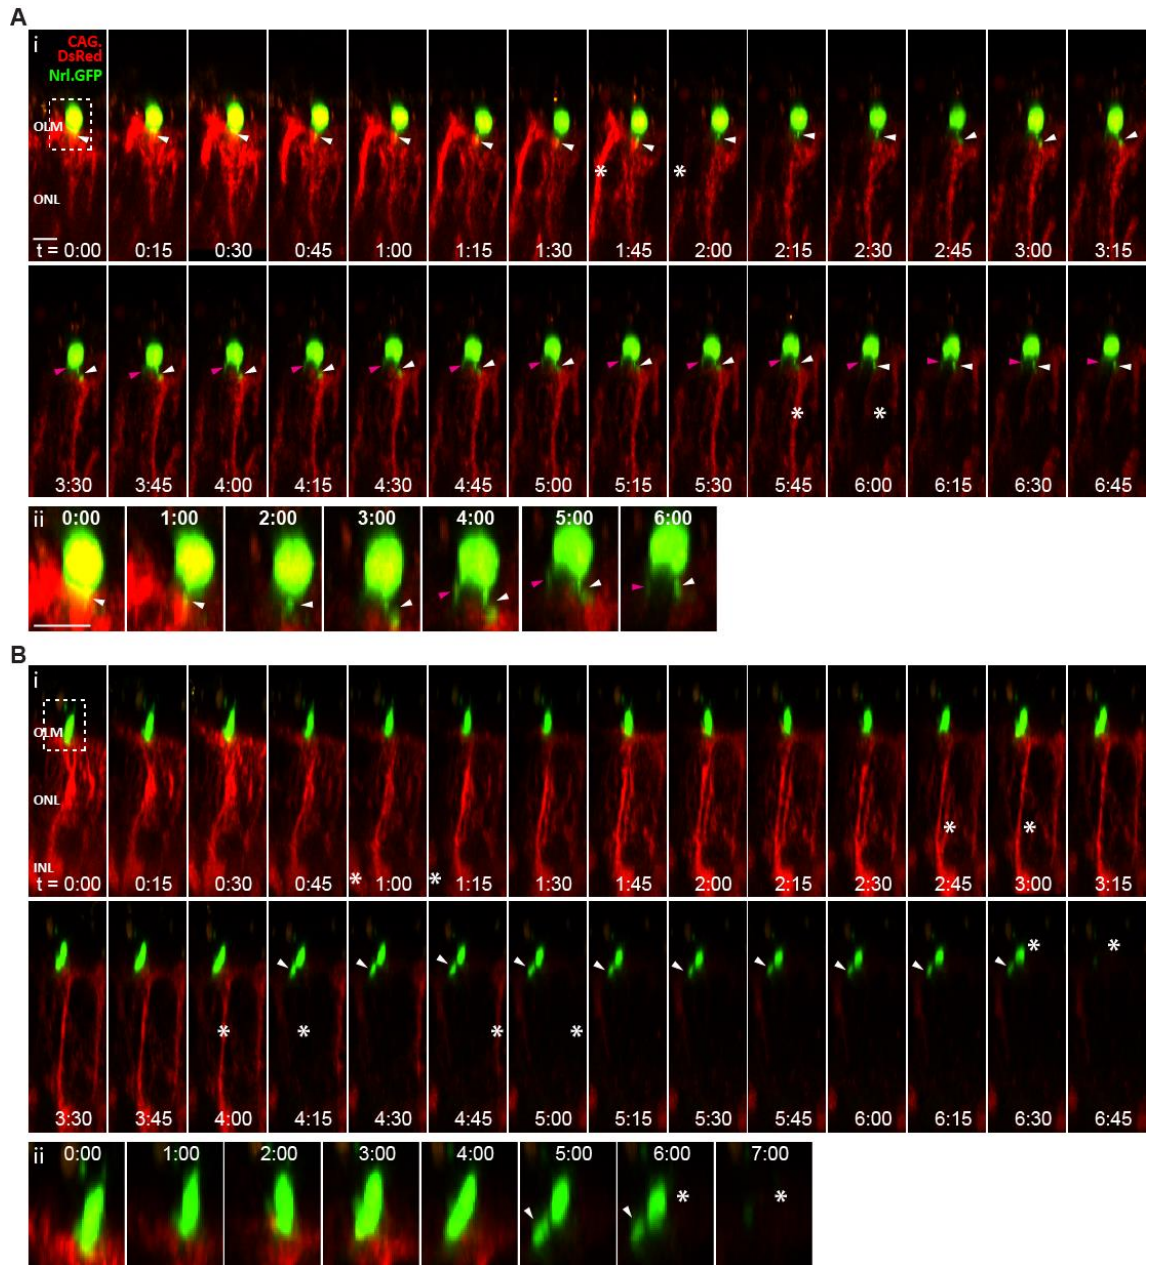 A
i
CAG.
DsRed
Nrl.GFP
OLM
ONL
t = 0:00 0:15 0:30 0:45 1:00 1:15 1:30 1:45 2:00 2:15 2:30 2:45 3:00 3:15
* *
3:30 3:45 4:00 4:15 4:30 4:45 5:00 5:15 5:30 5:45 6:00 6:15 6:30 6:45
* *
ii 0:00 1:00 2:00 3:00 4:00 5:00 6:00
B
i
OLM
ONL
INL
* *
t = 0:00 0:15 0:30 0:45 * 1:00 * 1:15 1:30 1:45 2:00 2:15 2:30 2:45 3:00 3:15
* * * * * *
3:30 3:45 4:00 4:15 4:30 4:45 5:00 5:15 5:30 5:45 6:00 6:15 6:30 6:45
ii 0:00 1:00 2:00 3:00 4:00 5:00 6:00 7:00
* *